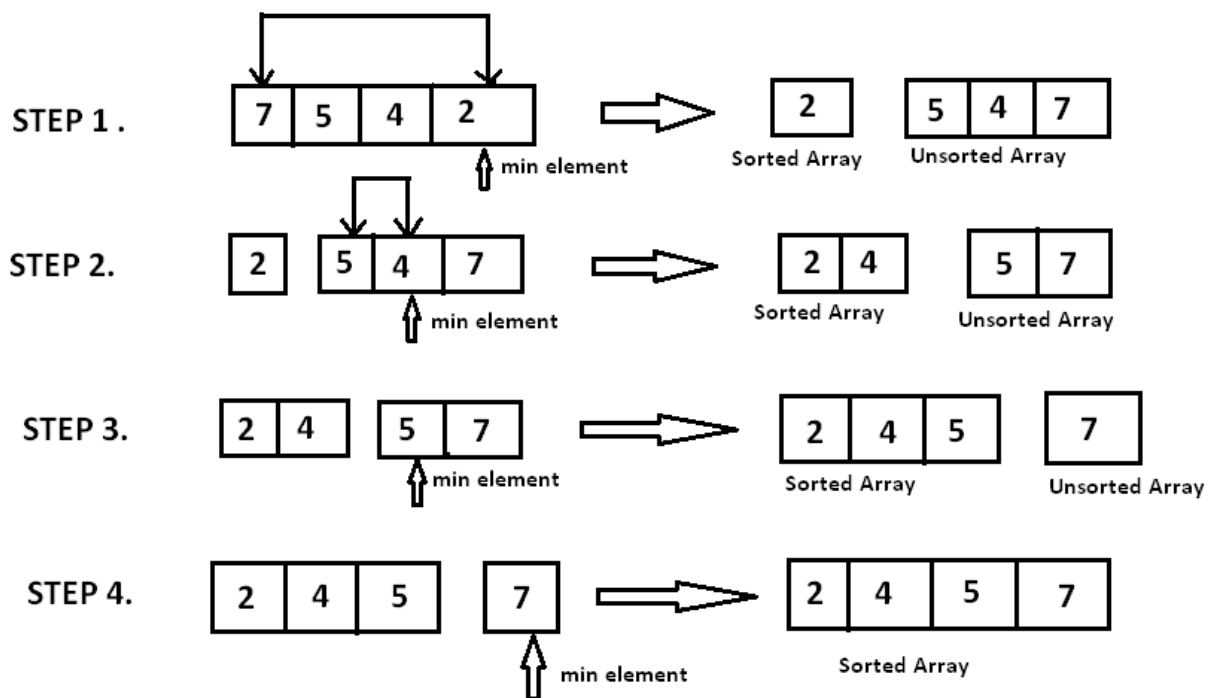 STEP 1 .
7 5 4 2
min element
2
Sorted Array
5 4 7
Unsorted Array
STEP 2.
2
5 4 7
min element
2 4
Sorted Array
5 7
Unsorted Array
STEP 3.
2 4
5 7
min element
2 4 5
Sorted Array
7
Unsorted Array
STEP 4.
2 4 5
7
min element
2 4 5 7
Sorted Array